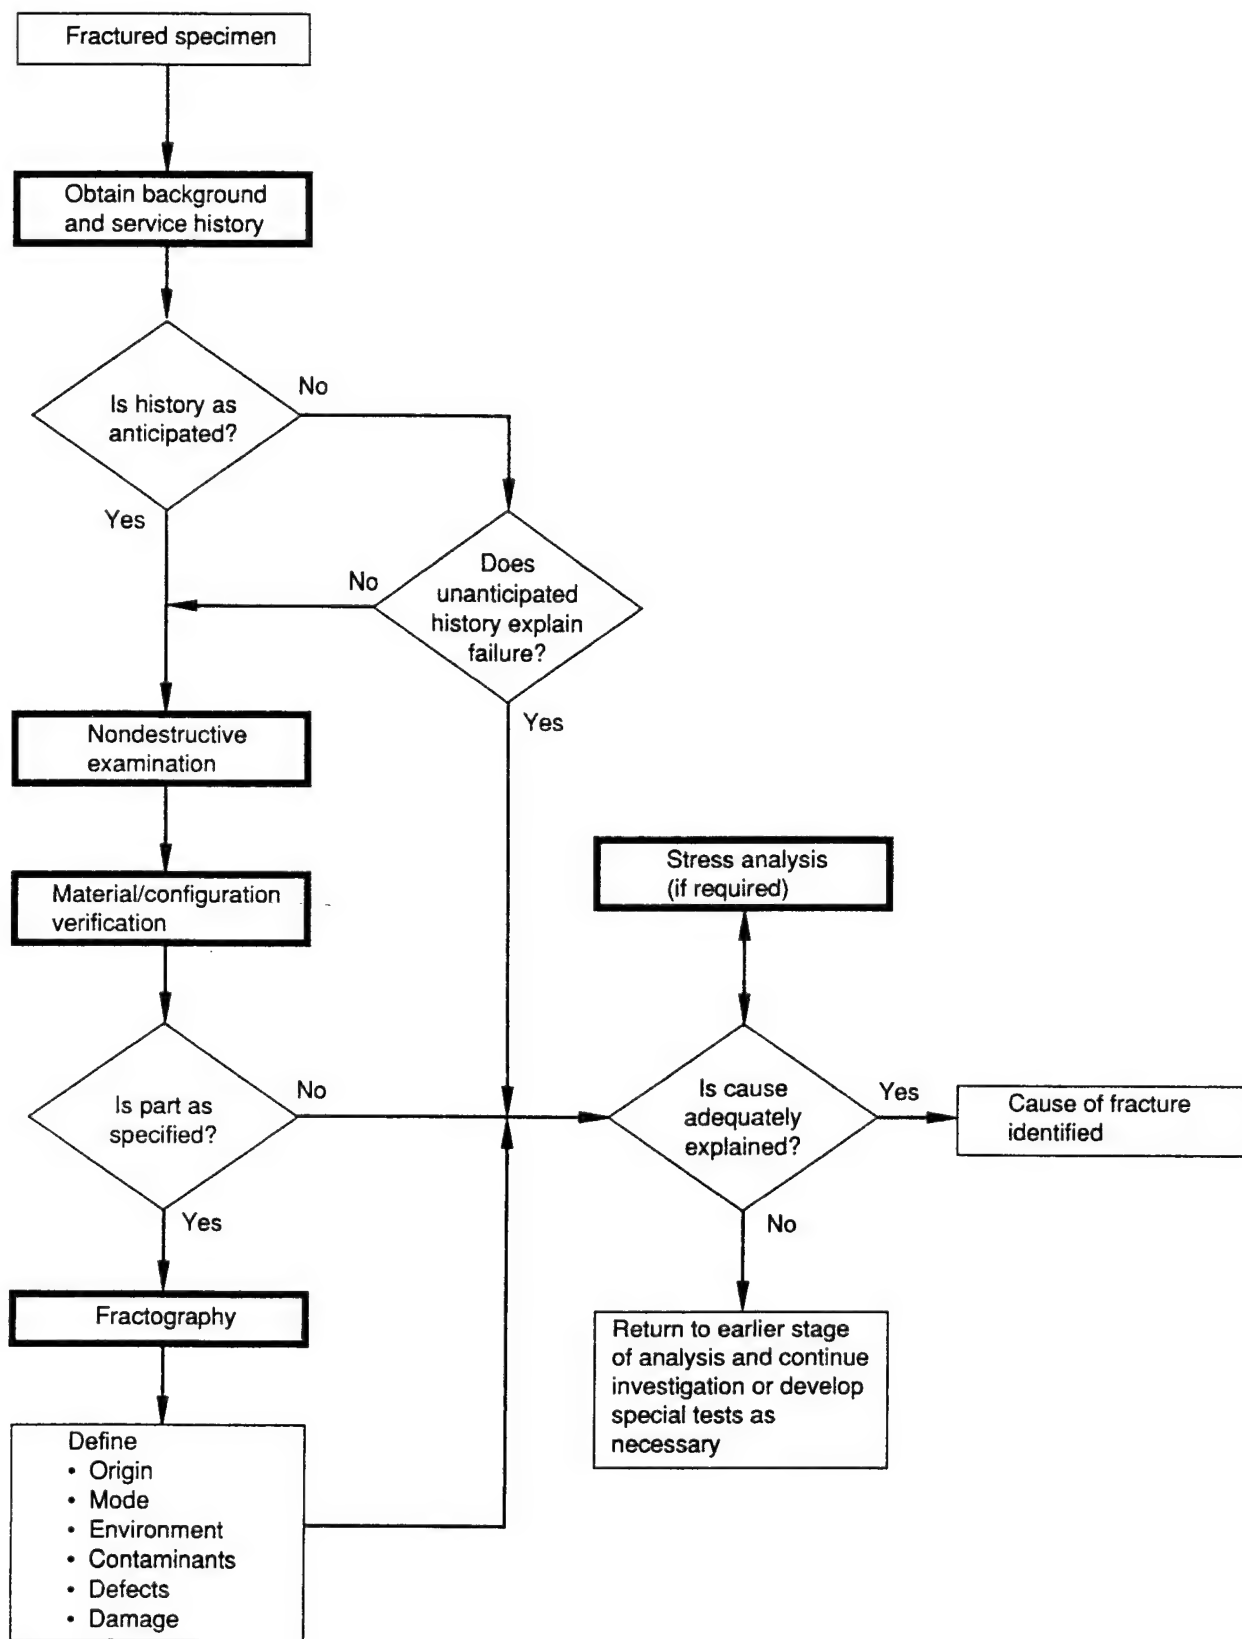 Fractured specimen
Obtain background
and service history
Is history as
anticipated?
No
Yes
Does
unanticipated
history explain
failure?
No
Yes
Nondestructive
examination
Material/configuration
verification
Stress analysis
(if required)
Is part as
specified?
No
Yes
Is cause
adequately
explained?
Yes
No
Cause of fracture
identified
Fractography
Return to earlier stage
of analysis and continue
investigation or develop
special tests as
necessary
Define
• Origin
• Mode
• Environment
• Contaminants
• Defects
• Damage